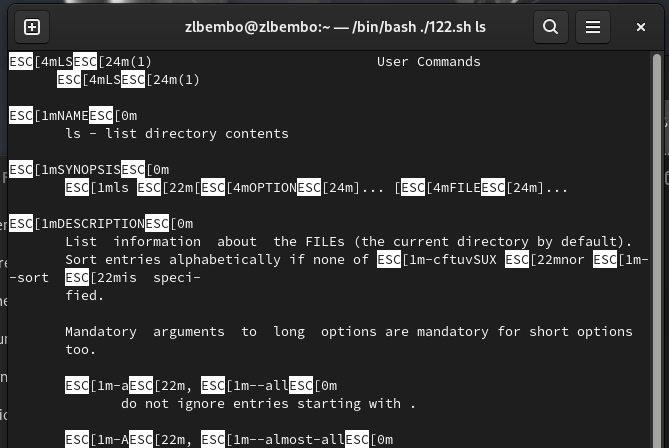 zlbembo@zlbembo:~ — /bin/bash ./122.sh ls
ESC[4mLSESC[24m(1) User Commands
ESC[4mLSESC[24m(1)
ESC[1mNAMEESC[0m
ls - list directory contents
ESC[1mSYNOPSISESC[0m
ESC[1mls ESC[22m[ESC[4mOPTIONESC[24m]... [ESC[4mFILEESC[24m]...
ESC[1mDESCRIPTIONESC[0m
List information about the FILEs (the current directory by default).
Sort entries alphabetically if none of ESC[1m-cftuvSUX ESC[22mnor ESC[1m-
-sort ESC[22mis speci-
fied.
Mandatory arguments to long options are mandatory for short options
too.
ESC[1m-aESC[22m, ESC[1m--allESC[0m
do not ignore entries starting with .
ESC[1m-AESC[22m, ESC[1m--almost-allESC[0m